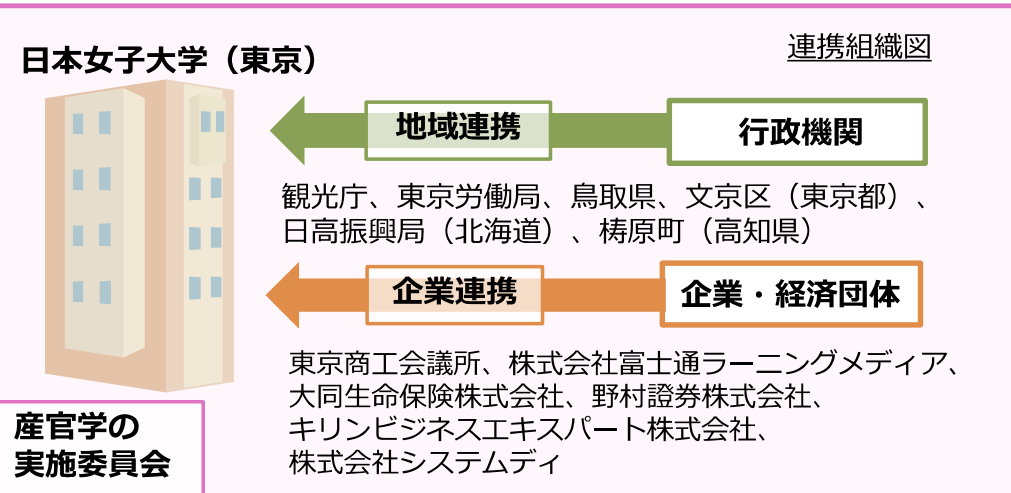 連携組織図
日本女子大学（東京）
地域連携
行政機関
観光庁、東京労働局、鳥取県、文京区（東京都）、
日高振興局（北海道）、梼原町（高知県）
企業連携
企業・経済団体
東京商工会議所、株式会社富士通ラーニングメディア、
大同生命保険株式会社、野村證券株式会社、
キリンビジネスエキスパート株式会社、
株式会社システムディ
産官学の
実施委員会